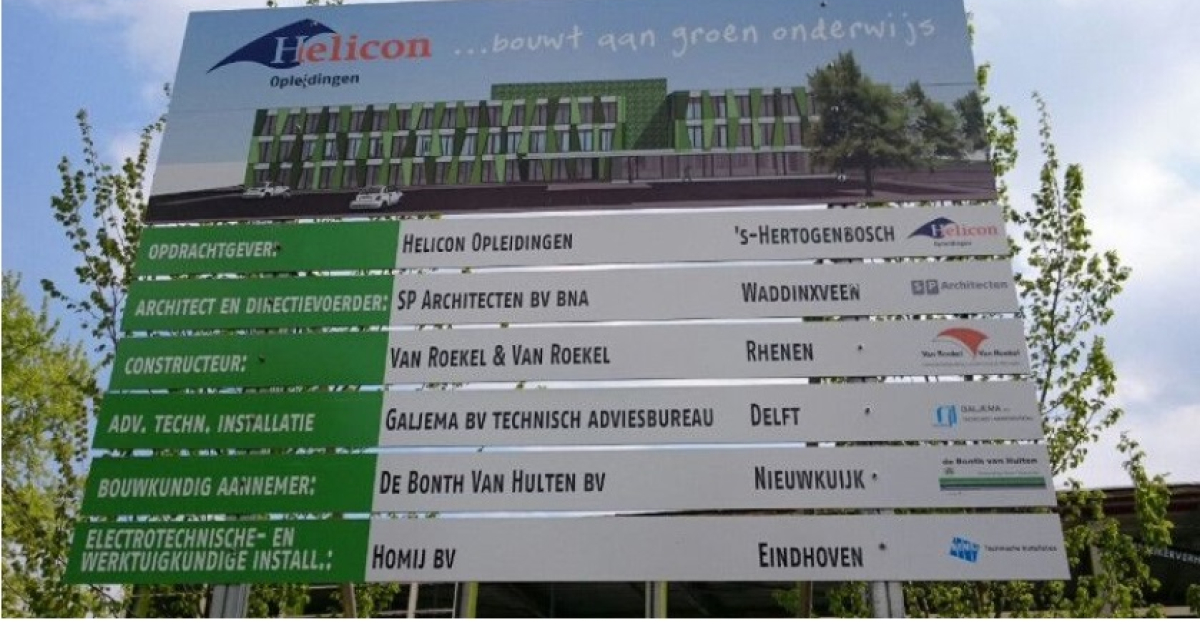 Helicon
Opleidingen
...bouwt aan groen onderwijs
OPDRACHTGEVER: HELICON OPLEIDINGEN 's-HERTOGENBOSCH Helicon
Opleidingen
ARCHITECT EN DIRECTIEVOERDER: SP ARCHITECTEN BV BNA WADDINXVEEN SP Architecten
CONSTRUCTEUR: VAN ROEKEL & VAN ROEKEL RHENEN Van Roekel Van Roekel
ADV. TECHN. INSTALLATIE GALJEMA BV TECHNISCH ADVIESBUREAU DELFT GALJEMA
BOUWKUNDIG AANNEMER: DE BONTH VAN HULTEN BV NIEUWKUIJK de Bonth van Hulten
ELECTROTECHNISCHE- EN
WERKTUIGKUNDIGE INSTALL.: HOMIJ BV EINDHOVEN Technische Installaties